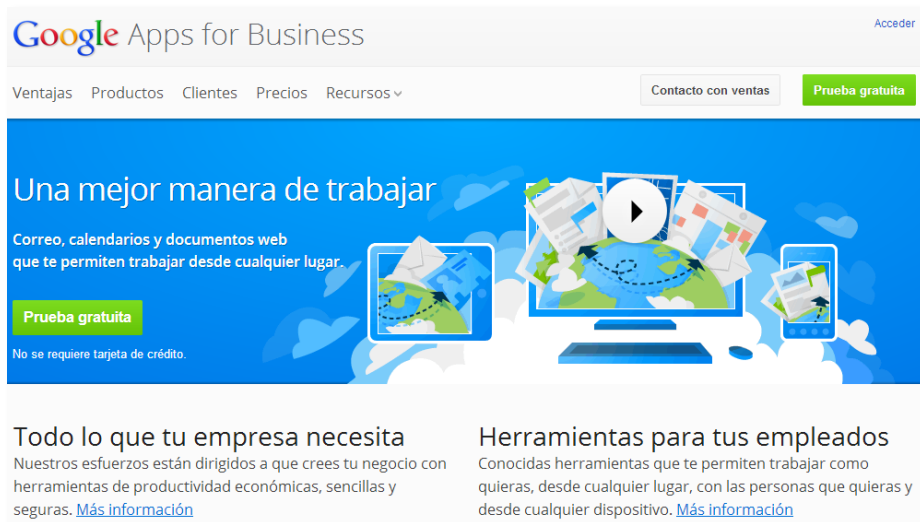 Google Apps for Business
Acceder
Ventajas Productos Clientes Precios Recursos
Contacto con ventas
Prueba gratuita
Una mejor manera de trabajar
Correo, calendarios y documentos web
que te permiten trabajar desde cualquier lugar.
Prueba gratuita
No se requiere tarjeta de crédito.
Todo lo que tu empresa necesita
Nuestros esfuerzos están dirigidos a que crees tu negocio con
herramientas de productividad económicas, sencillas y
seguras. Más información
Herramientas para tus empleados
Conocidas herramientas que te permiten trabajar como
quieras, desde cualquier lugar, con las personas que quieras y
desde cualquier dispositivo. Más información